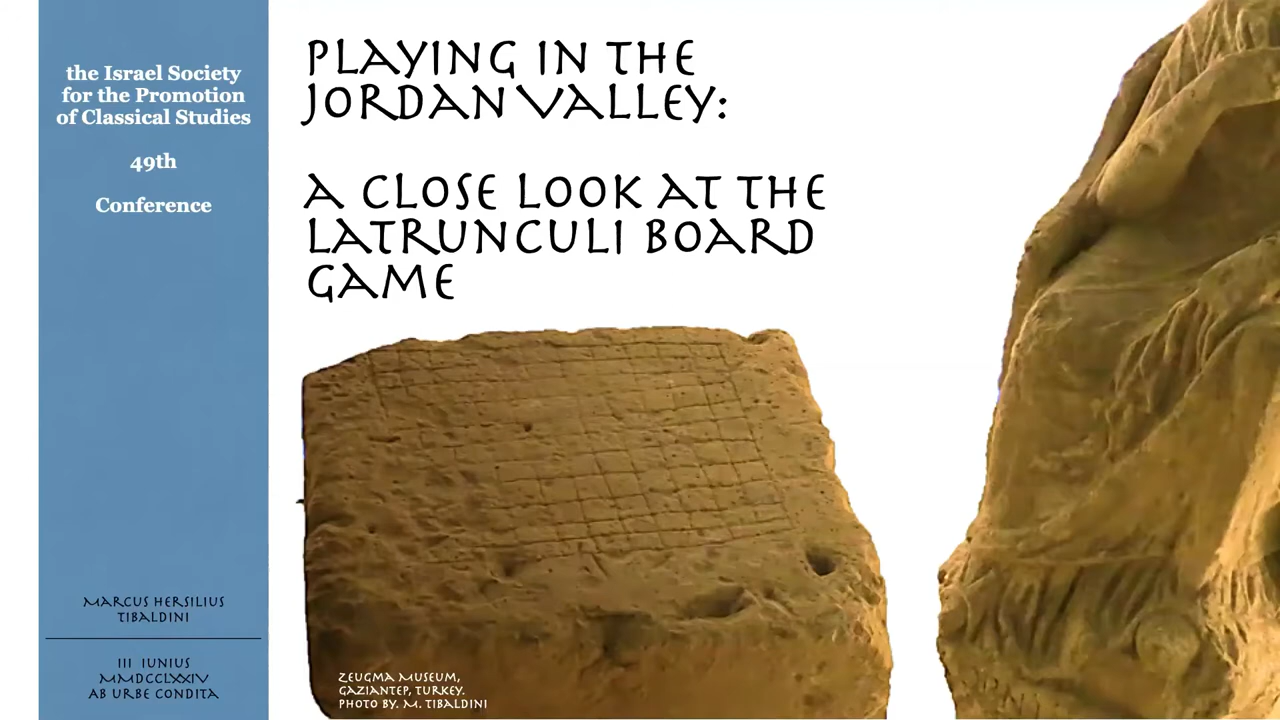 the Israel Society
for the Promotion
of Classical Studies
49th
Conference
MARCUS HERSILIUS
TIBALDINI
III IUNIUS
MMDCCLXXIV
AB URBE CONDITA
PLAYING IN THE
JORDAN VALLEY:
A CLOSE LOOK AT THE
LATRUNCULI BOARD
GAME
ZEUGMA MUSEUM,
GAZIANTEP, TURKEY.
PHOTO BY. M. TIBALDINI